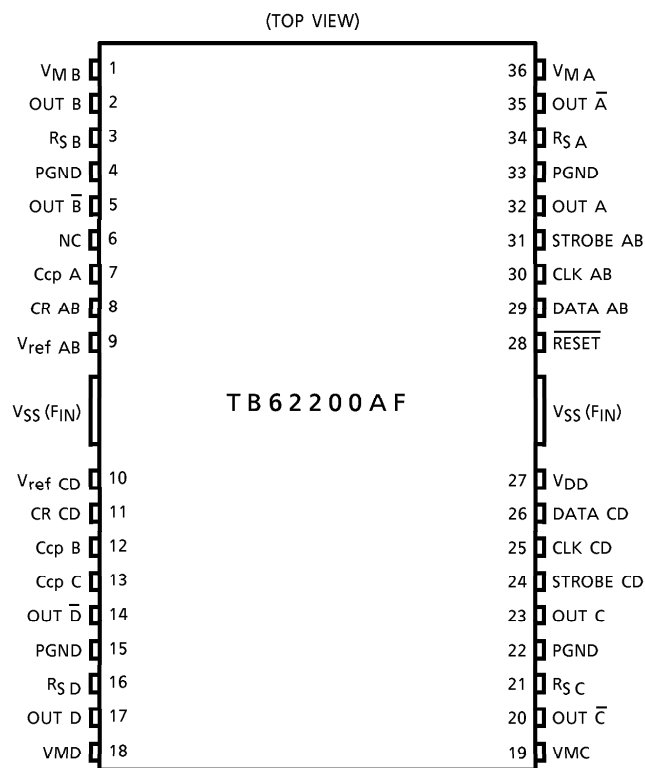 (TOP VIEW)
VM B 1 36 VM A
OUT B 2 35 OUT A̅
RS B 3 34 RS A
PGND 4 33 PGND
OUT B̅ 5 32 OUT A
NC 6 31 STROBE AB
Ccp A 7 30 CLK AB
CR AB 8 29 DATA AB
Vref AB 9 28 R̅E̅S̅E̅T̅
VSS (FIN) TB62200AF VSS (FIN)
Vref CD 10 27 VDD
CR CD 11 26 DATA CD
Ccp B 12 25 CLK CD
Ccp C 13 24 STROBE CD
OUT D̅ 14 23 OUT C
PGND 15 22 PGND
RS D 16 21 RS C
OUT D 17 20 OUT C̅
VMD 18 19 VMC